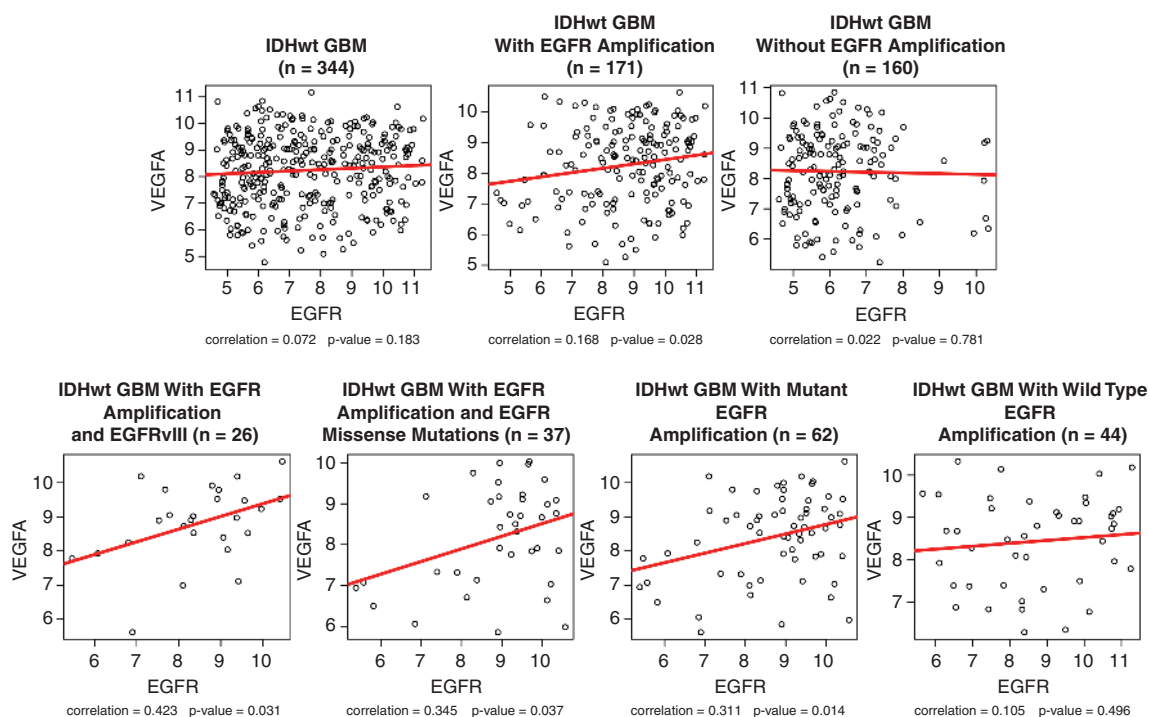 IDHwt GBM
(n = 344)
11
10
9
8
7
6
5
VEGFA
5 6 7 8 9 10 11
EGFR
correlation = 0.072 p-value = 0.183
IDHwt GBM
With EGFR Amplification
(n = 171)
10
9
8
7
6
5
VEGFA
5 6 7 8 9 10 11
EGFR
correlation = 0.168 p-value = 0.028
IDHwt GBM
Without EGFR Amplification
(n = 160)
10
9
8
7
6
VEGFA
5 6 7 8 9 10
EGFR
correlation = 0.022 p-value = 0.781
IDHwt GBM With EGFR
Amplification
and EGFRvIII (n = 26)
10
9
8
7
6
VEGFA
6 7 8 9 10
EGFR
correlation = 0.423 p-value = 0.031
IDHwt GBM With EGFR
Amplification and EGFR
Missense Mutations (n = 37)
10
9
8
7
6
VEGFA
6 7 8 9 10
EGFR
correlation = 0.345 p-value = 0.037
IDHwt GBM With Mutant
EGFR
Amplification (n = 62)
10
9
8
7
6
VEGFA
6 7 8 9 10
EGFR
correlation = 0.311 p-value = 0.014
IDHwt GBM With Wild Type
EGFR
Amplification (n = 44)
10
9
8
7
VEGFA
6 7 8 9 10 11
EGFR
correlation = 0.105 p-value = 0.496